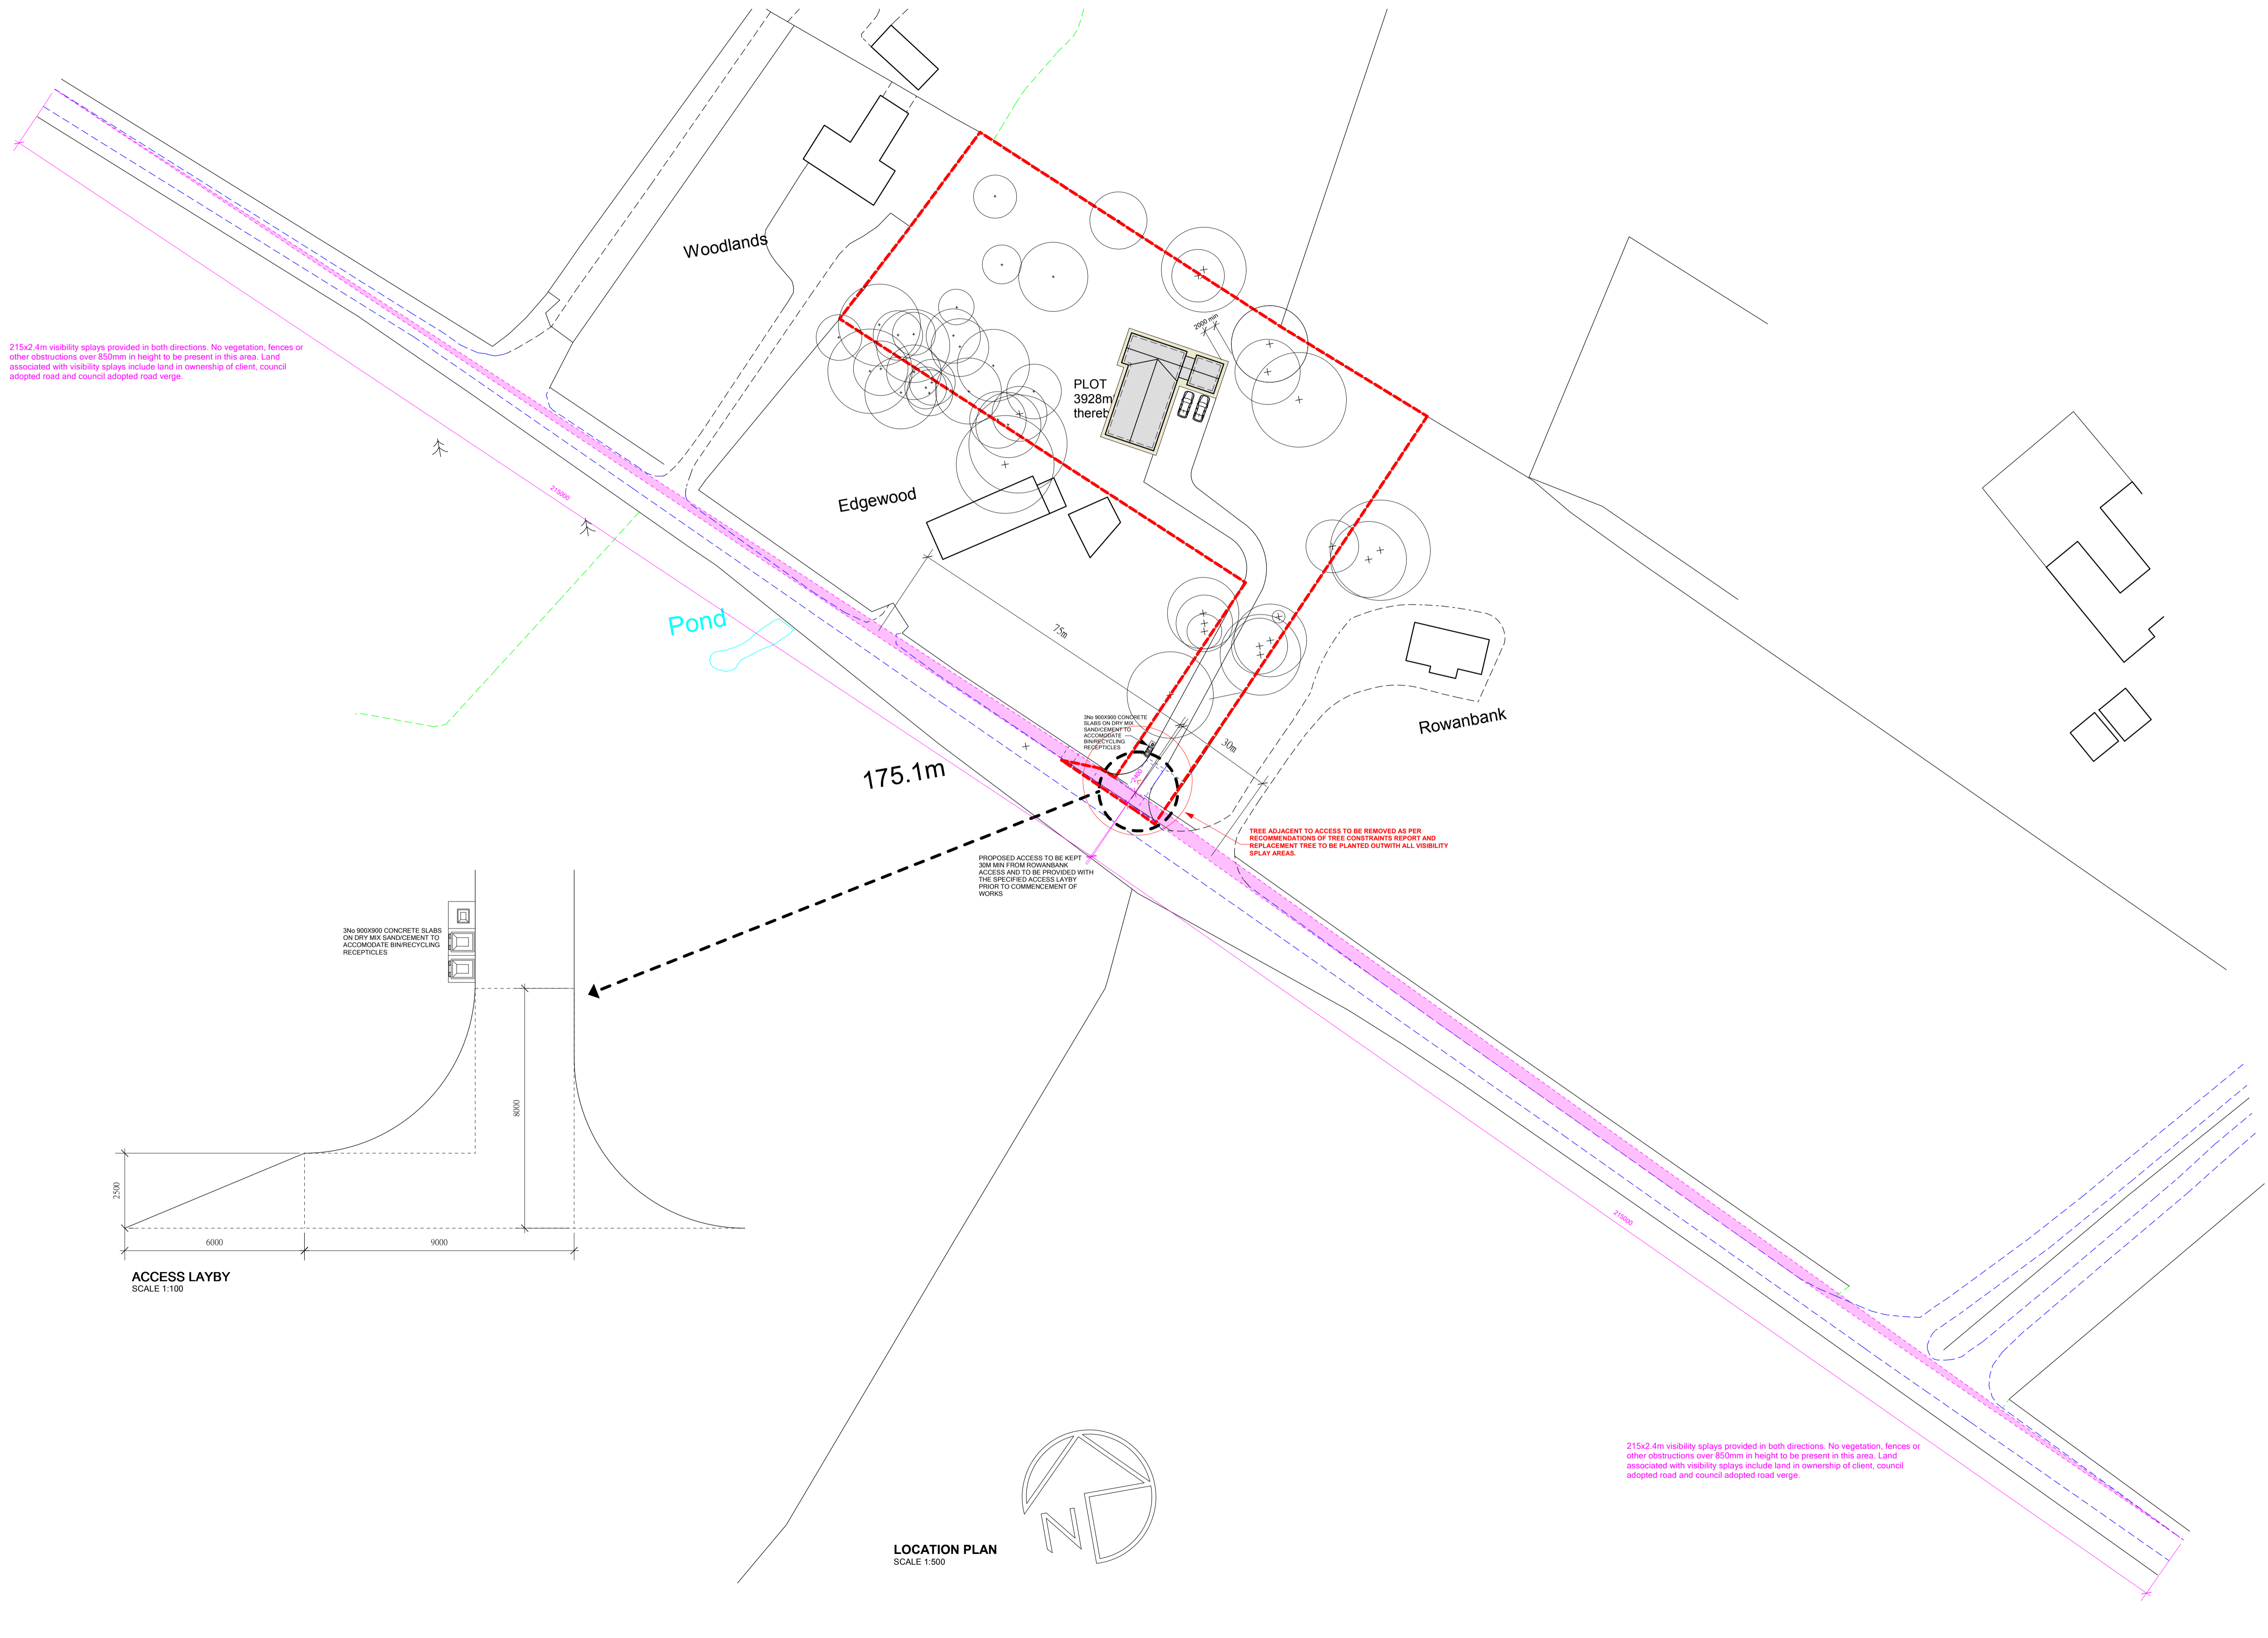 Woodlands
2000 min
215x2.4m visibility splays provided in both directions. No vegetation, fences or
other obstructions over 850mm in height to be present in this area. Land
associated with visibility splays include land in ownership of client, council
adopted road and council adopted road verge.
PLOT
3928m
thereb
215000
Edgewood
Pond
75m
Rowanbank
3No 900X900 CONCRETE
SLABS ON DRY MIX
SAND/CEMENT TO
ACCOMODATE
BIN/RECYCLING
RECEPTICLES
30m
175.1m
2400
TREE ADJACENT TO ACCESS TO BE REMOVED AS PER
RECOMMENDATIONS OF TREE CONSTRAINTS REPORT AND
REPLACEMENT TREE TO BE PLANTED OUTWITH ALL VISIBILITY
SPLAY AREAS.
PROPOSED ACCESS TO BE KEPT
30M MIN FROM ROWANBANK
ACCESS AND TO BE PROVIDED WITH
THE SPECIFIED ACCESS LAYBY
PRIOR TO COMMENCEMENT OF
WORKS
3No 900X900 CONCRETE SLABS
ON DRY MIX SAND/CEMENT TO
ACCOMODATE BIN/RECYCLING
RECEPTICLES
8000
2500
6000
9000
ACCESS LAYBY
SCALE 1:100
215000
215x2.4m visibility splays provided in both directions. No vegetation, fences or
other obstructions over 850mm in height to be present in this area. Land
associated with visibility splays include land in ownership of client, council
adopted road and council adopted road verge.
N
LOCATION PLAN
SCALE 1:500